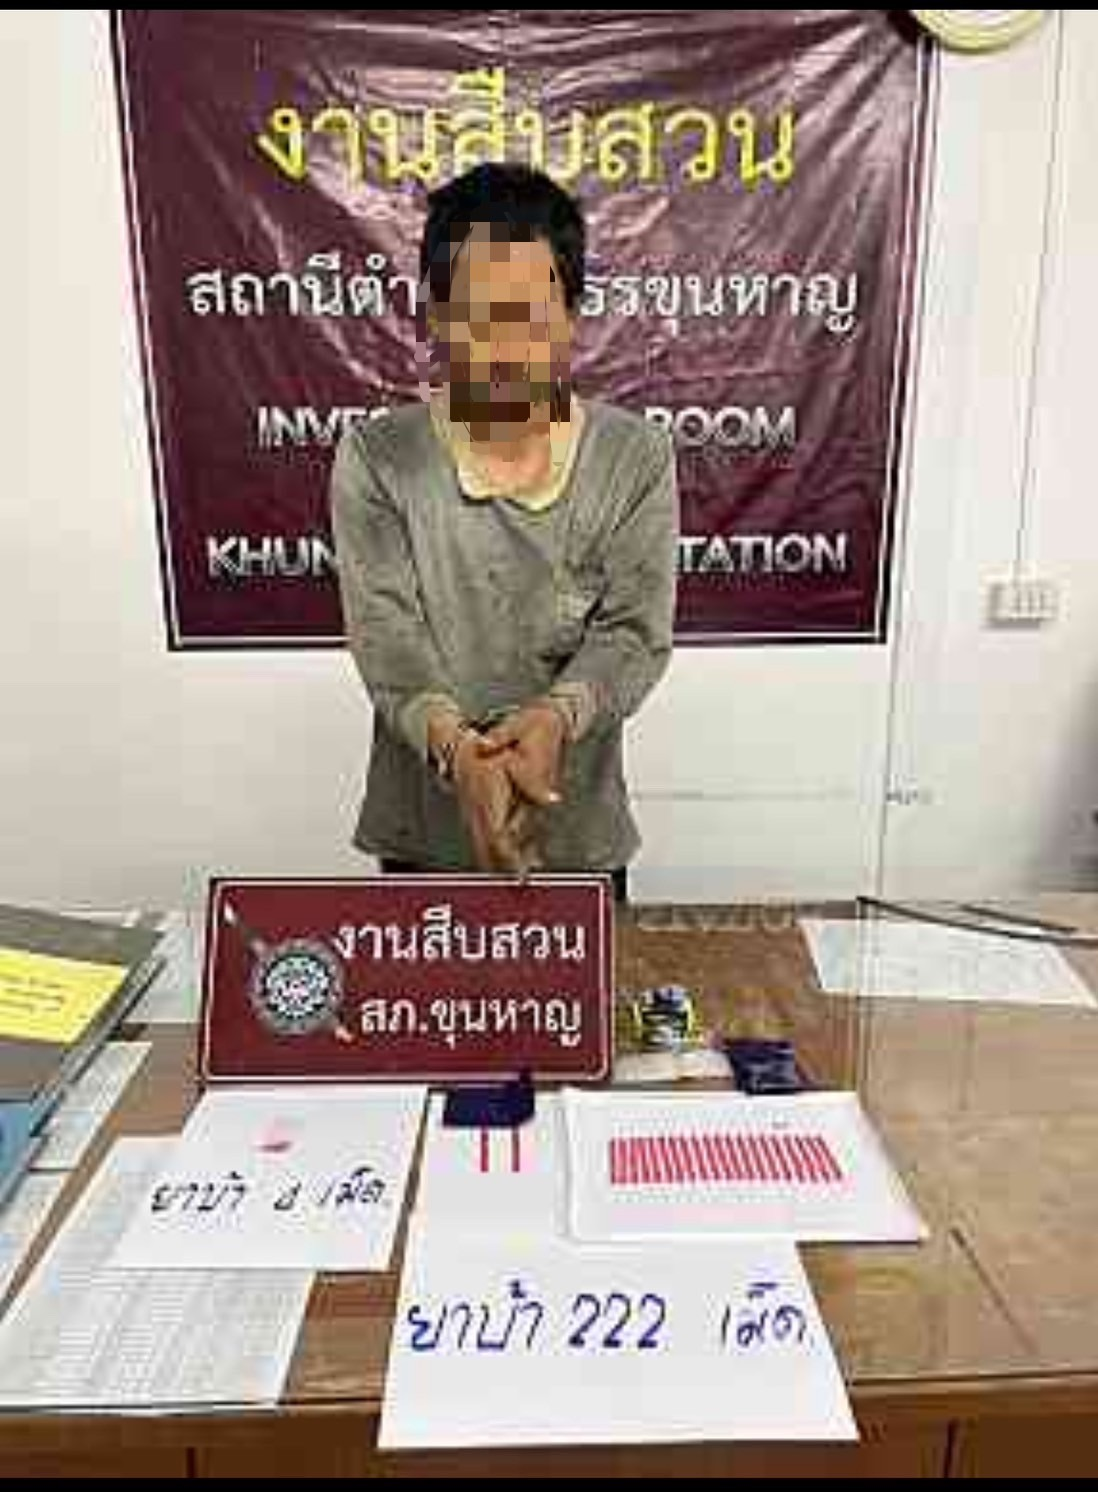 งานสืบสวน
สถานีตำ รรขุนหาญ
INVES ROOM
KHUN TATION
งานสืบสวน
สภ.ขุนหาญ
ยาบ้า เม็ด
ยาบ้า 222 เม็ด